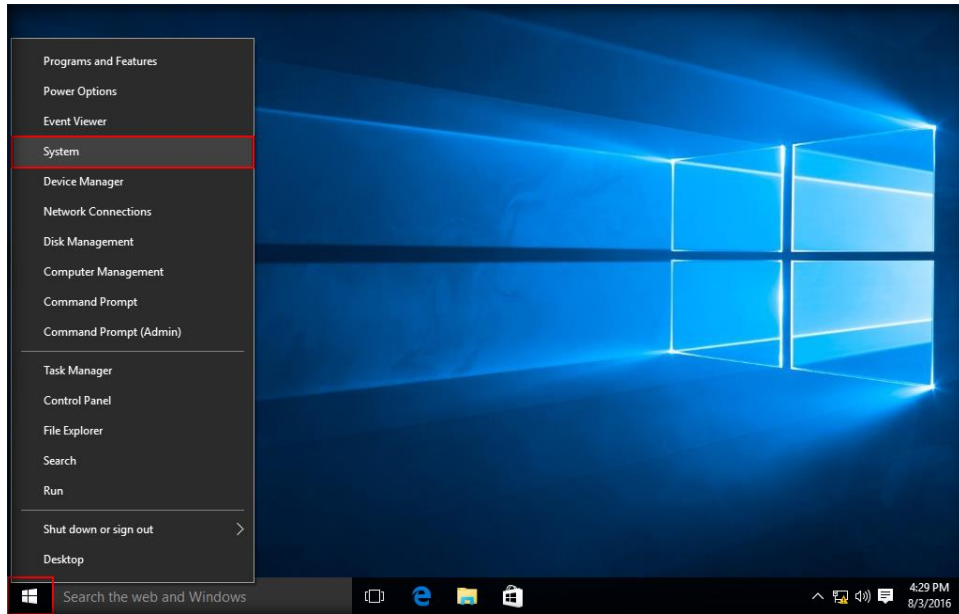 Programs and Features
Power Options
Event Viewer
System
Device Manager
Network Connections
Disk Management
Computer Management
Command Prompt
Command Prompt (Admin)
Task Manager
Control Panel
File Explorer
Search
Run
Shut down or sign out
Desktop
Search the web and Windows
4:29 PM
8/3/2016